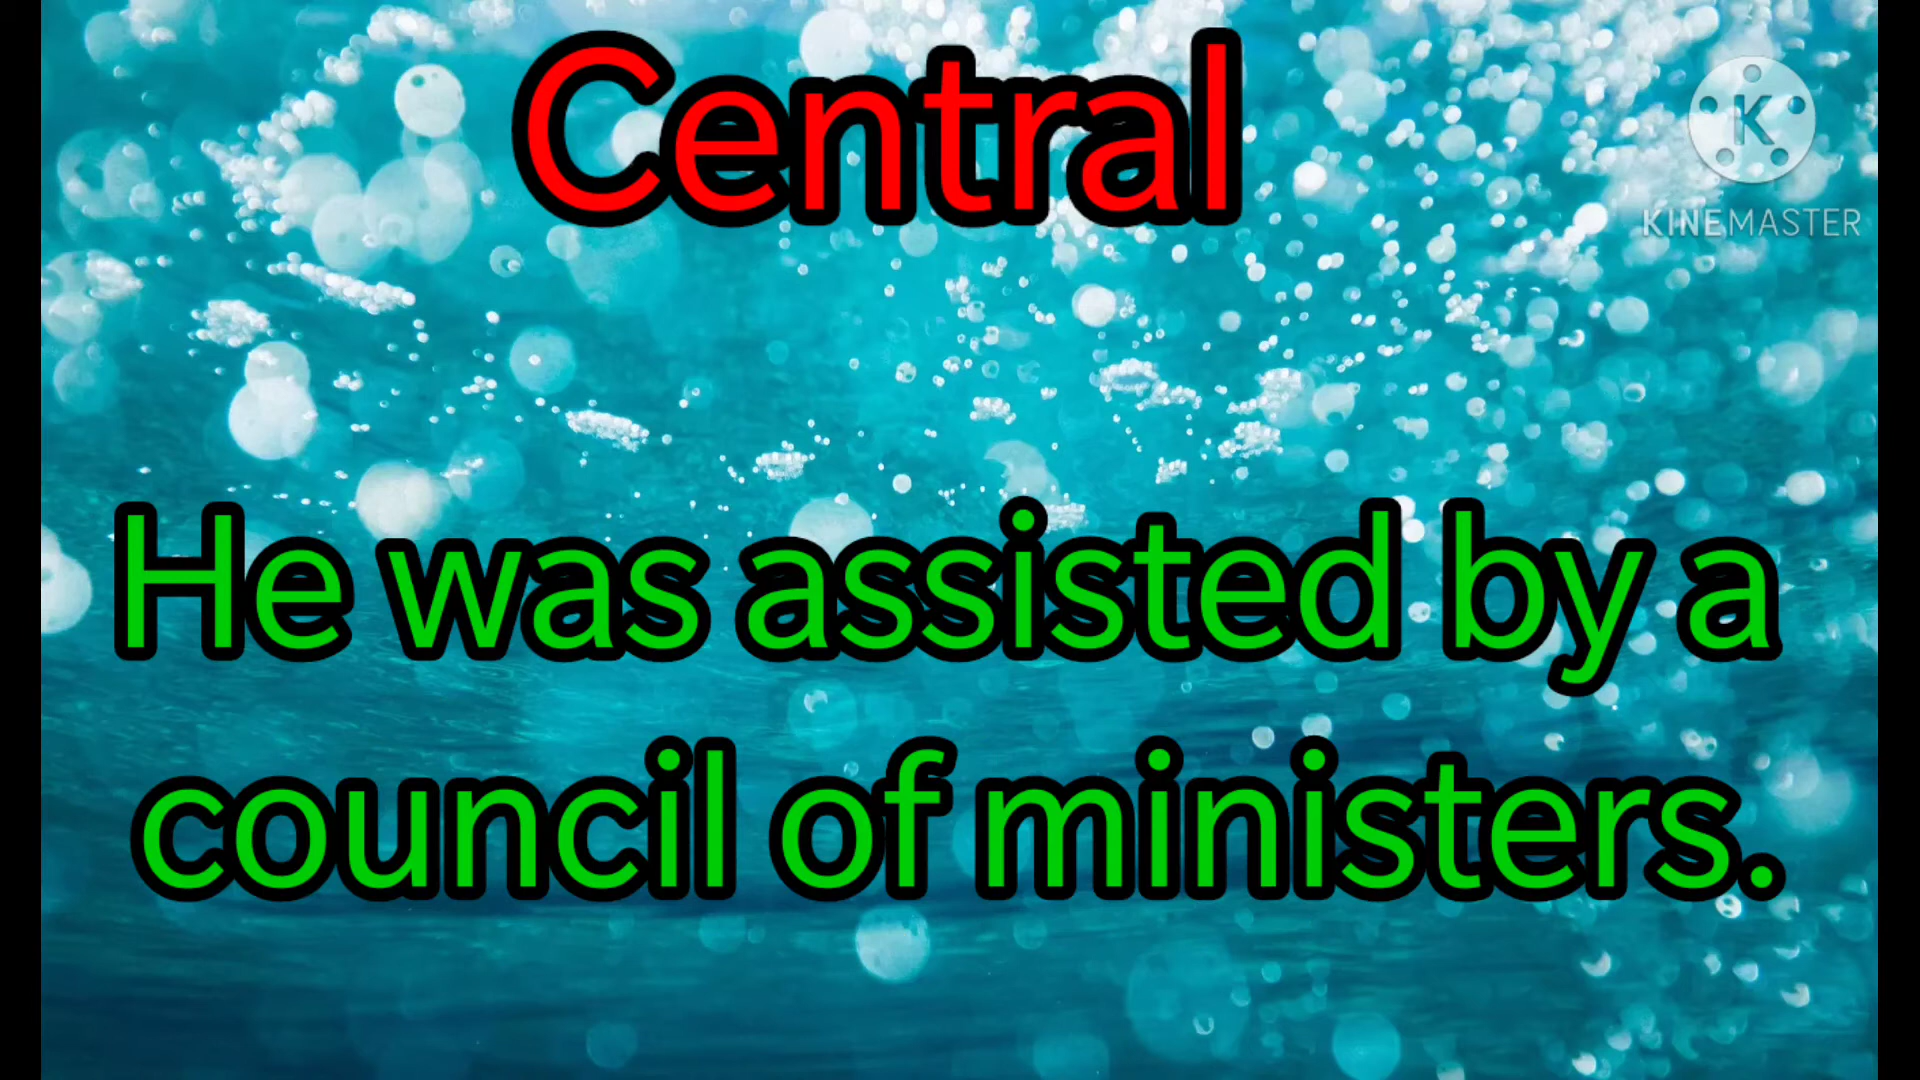 Central
K
KINEMASTER
He was assisted by a
council of ministers.